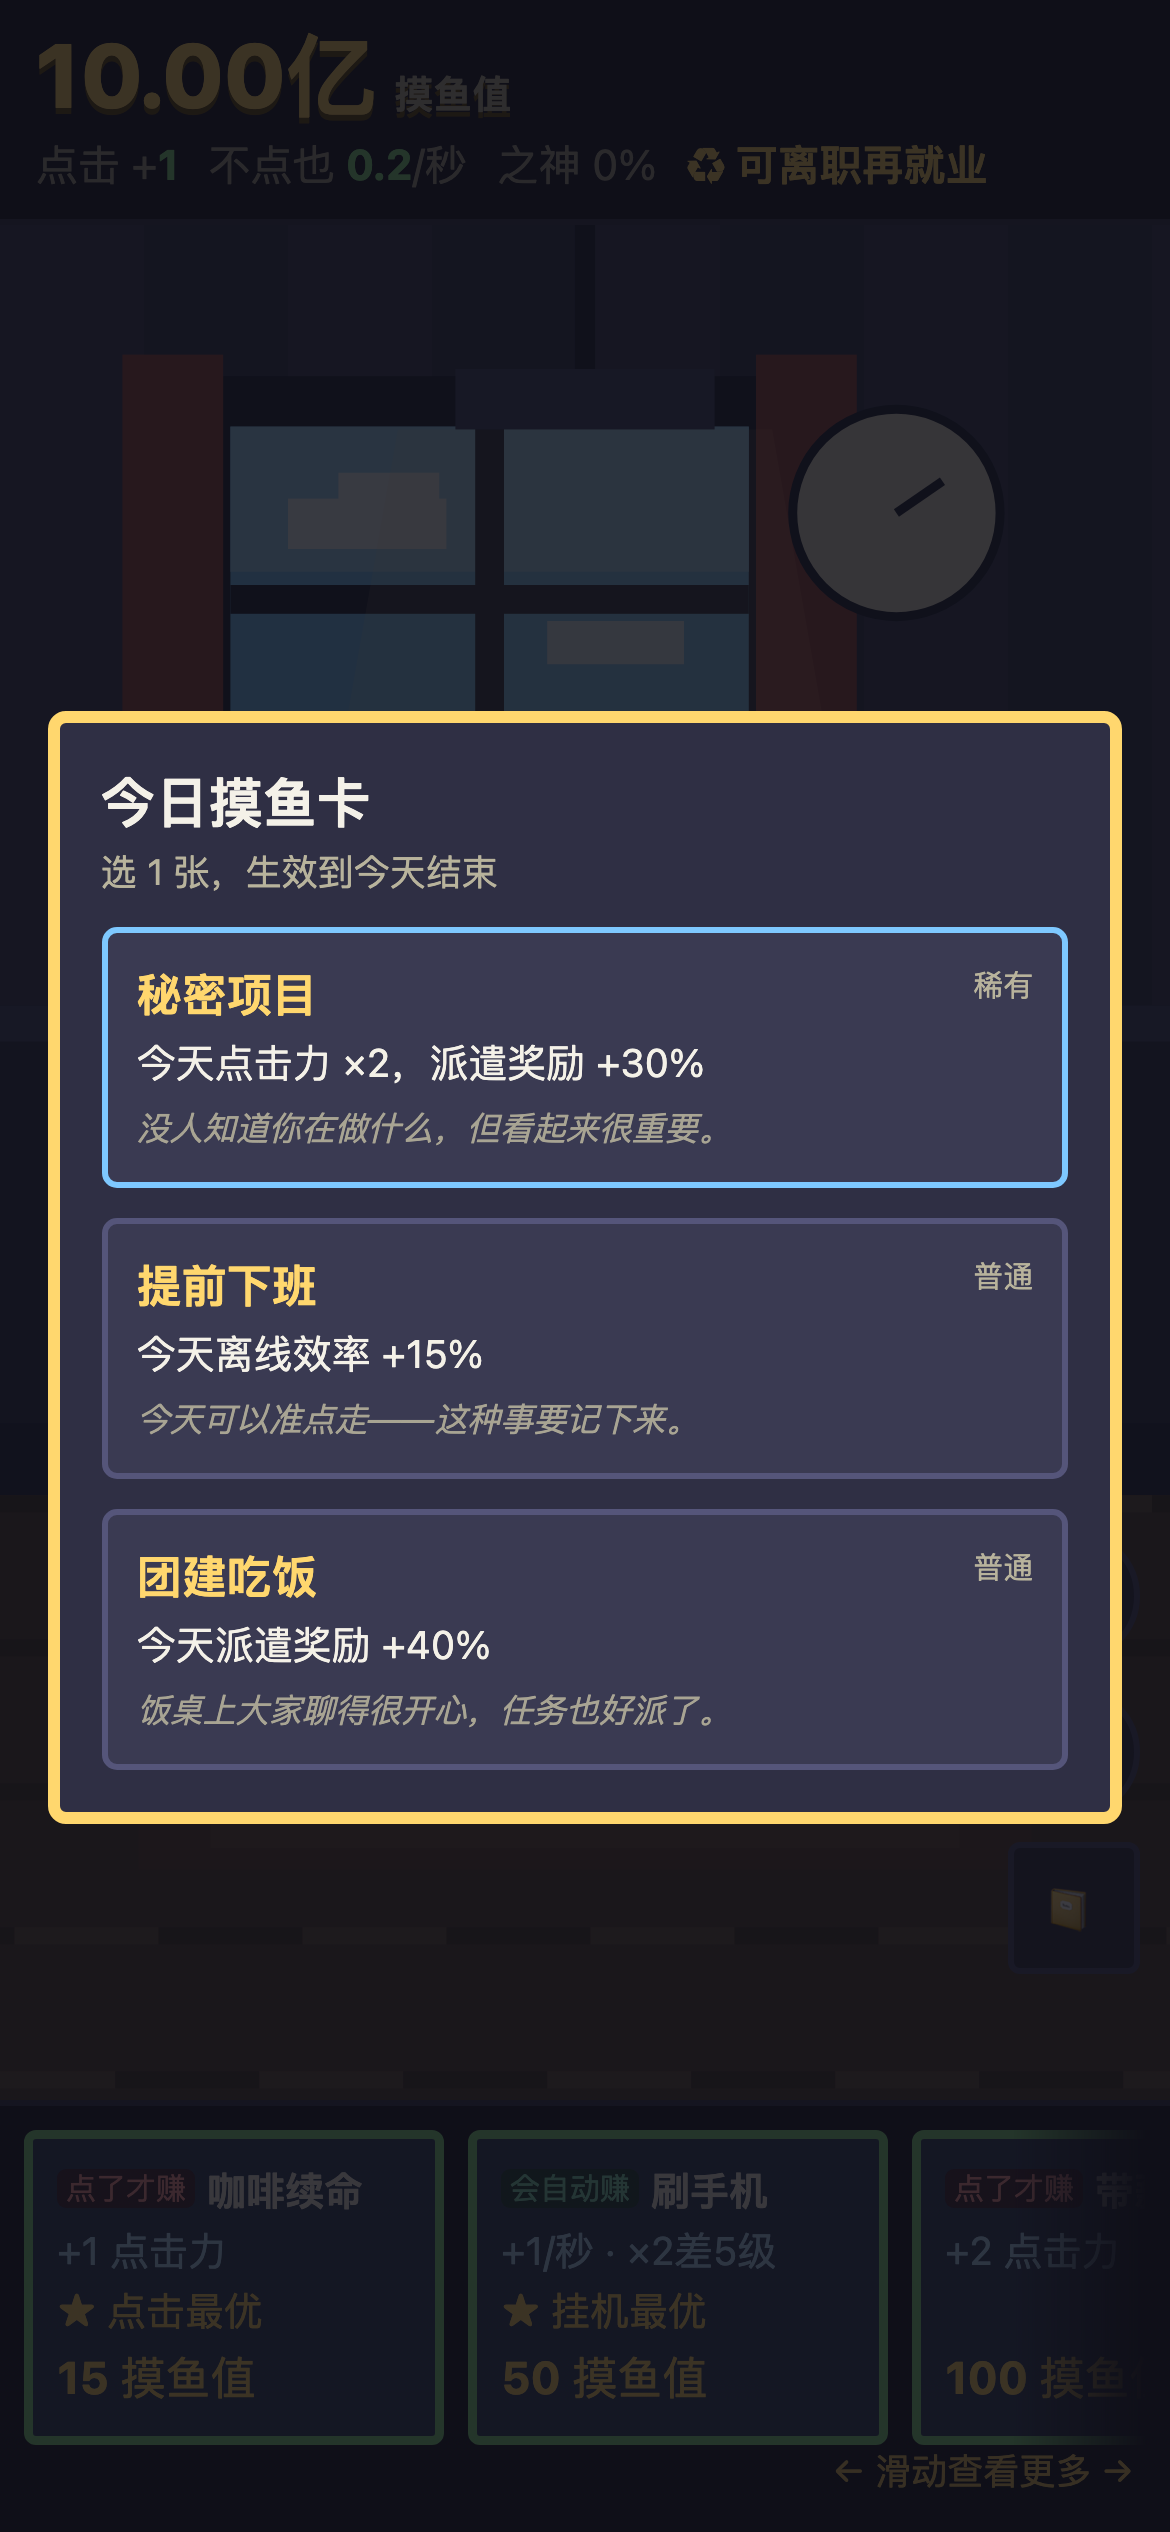 10.00亿 摸鱼值
点击 +1 不点也 0.2/秒 之神 0% ♻ 可离职再就业
今日摸鱼卡
选 1 张，生效到今天结束
秘密项目 稀有
今天点击力 ×2，派遣奖励 +30%
没人知道你在做什么，但看起来很重要。
提前下班 普通
今天离线效率 +15%
今天可以准点走——这种事要记下来。
团建吃饭 普通
今天派遣奖励 +40%
饭桌上大家聊得很开心，任务也好派了。
点了才赚 咖啡续命
+1 点击力
★ 点击最优
15 摸鱼值
会自动赚 刷手机
+1/秒 · ×2差5级
★ 挂机最优
50 摸鱼值
点了才赚 带
+2 点击力
100 摸鱼
← 滑动查看更多 →